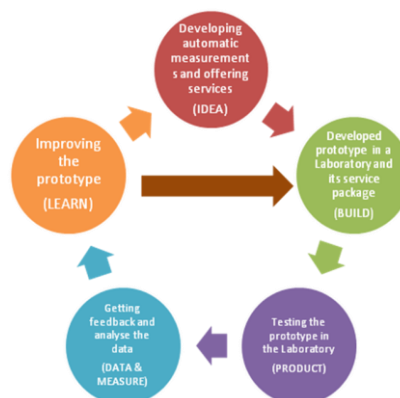 Developing
automatic
measurement
s and offering
services
(IDEA)
Developed
prototype in a
Laboratory and
its service
package
(BUILD)
Testing the
prototype in
the Laboratory
(PRODUCT)
Getting
feedback and
analyse the
data
(DATA &
MEASURE)
Improving
the
prototype
(LEARN)